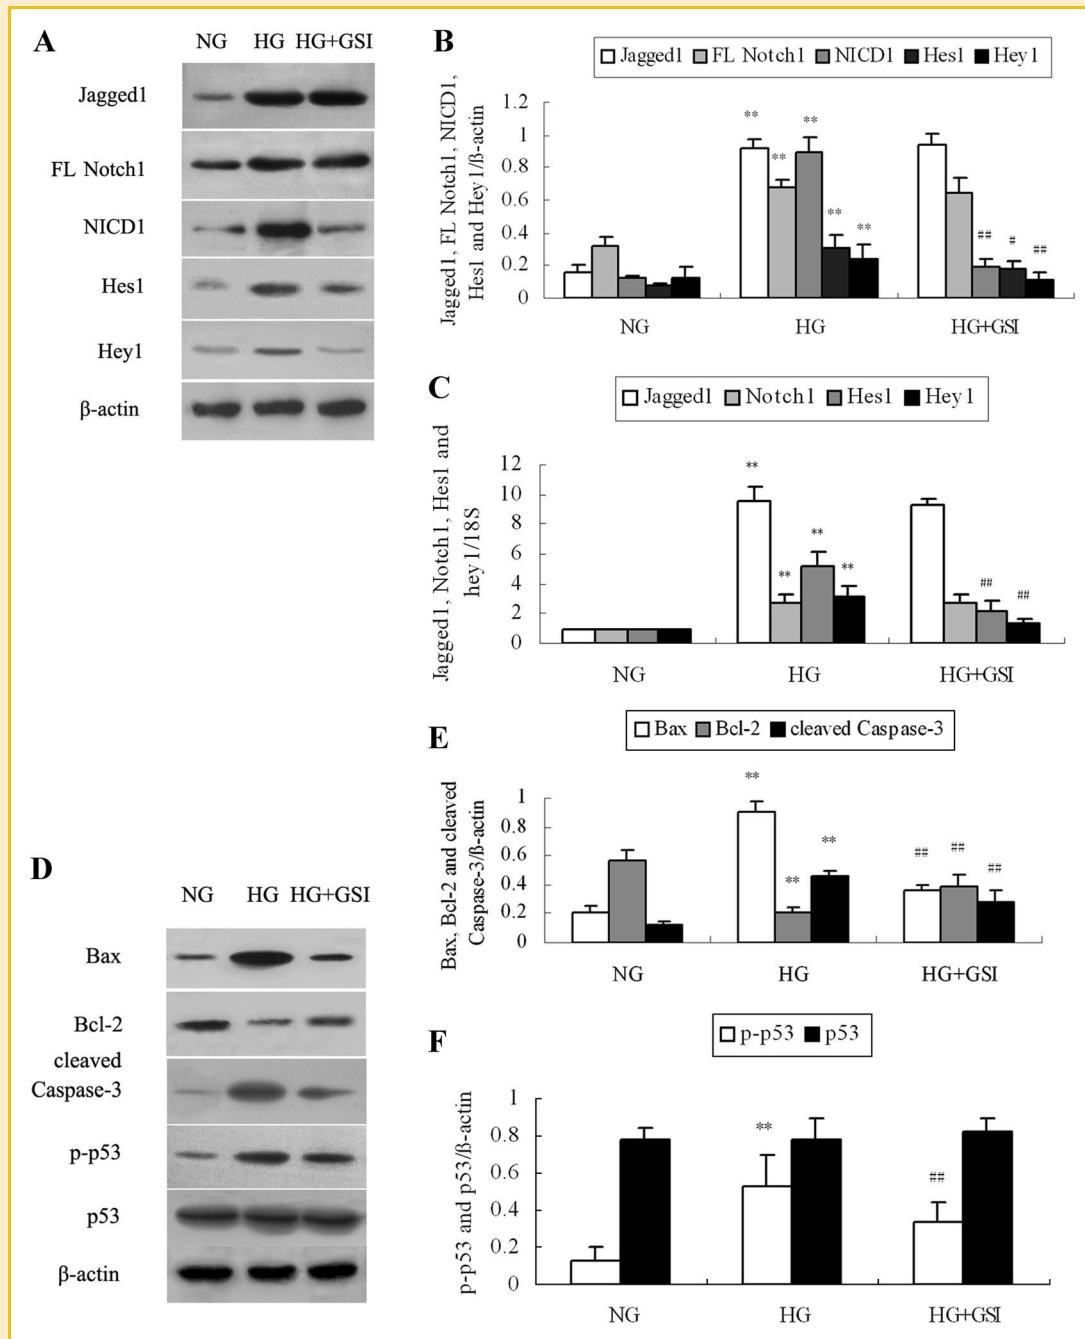 A
NG HG HG+GSI
Jagged1
FL Notch1
NICD1
Hes1
Hey1
β-actin
B
Jagged1 FL Notch1 NICD1 Hes1 Hey1
Jagged1, FL Notch1, NICD1,
Hes1 and Hey1/ß-actin
1.2
1
0.8
0.6
0.4
0.2
0
** ** ** ** **
## # ##
NG HG HG+GSI
C
Jagged1 Notch1 Hes1 Hey1
Jagged1, Notch1, Hes1 and
hey1/18S
12
10
8
6
4
2
0
** ** ** **
## ##
NG HG HG+GSI
D
NG HG HG+GSI
Bax
Bcl-2
cleaved
Caspase-3
p-p53
p53
β-actin
E
Bax Bcl-2 cleaved Caspase-3
Bax, Bcl-2 and cleaved
Caspase-3/ß-actin
1
0.8
0.6
0.4
0.2
0
** ** **
## ## ##
NG HG HG+GSI
F
p-p53 p53
p-p53 and p53/ß-actin
1
0.8
0.6
0.4
0.2
0
**
##
NG HG HG+GSI